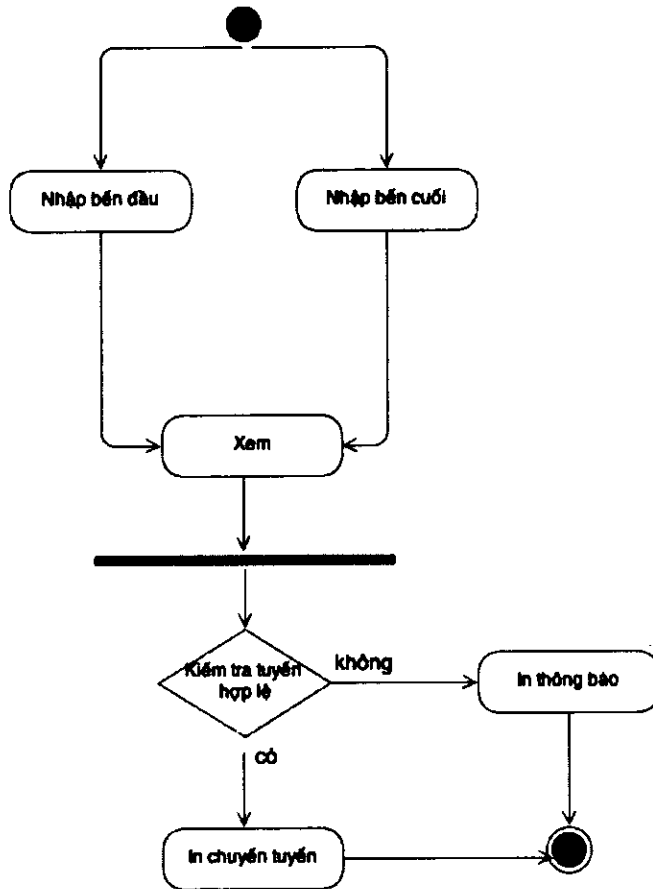 Nhập bến đầu
Nhập bến cuối
Xem
Kiểm tra tuyến
hợp lệ
không
In thông báo
có
In chuyến tuyến